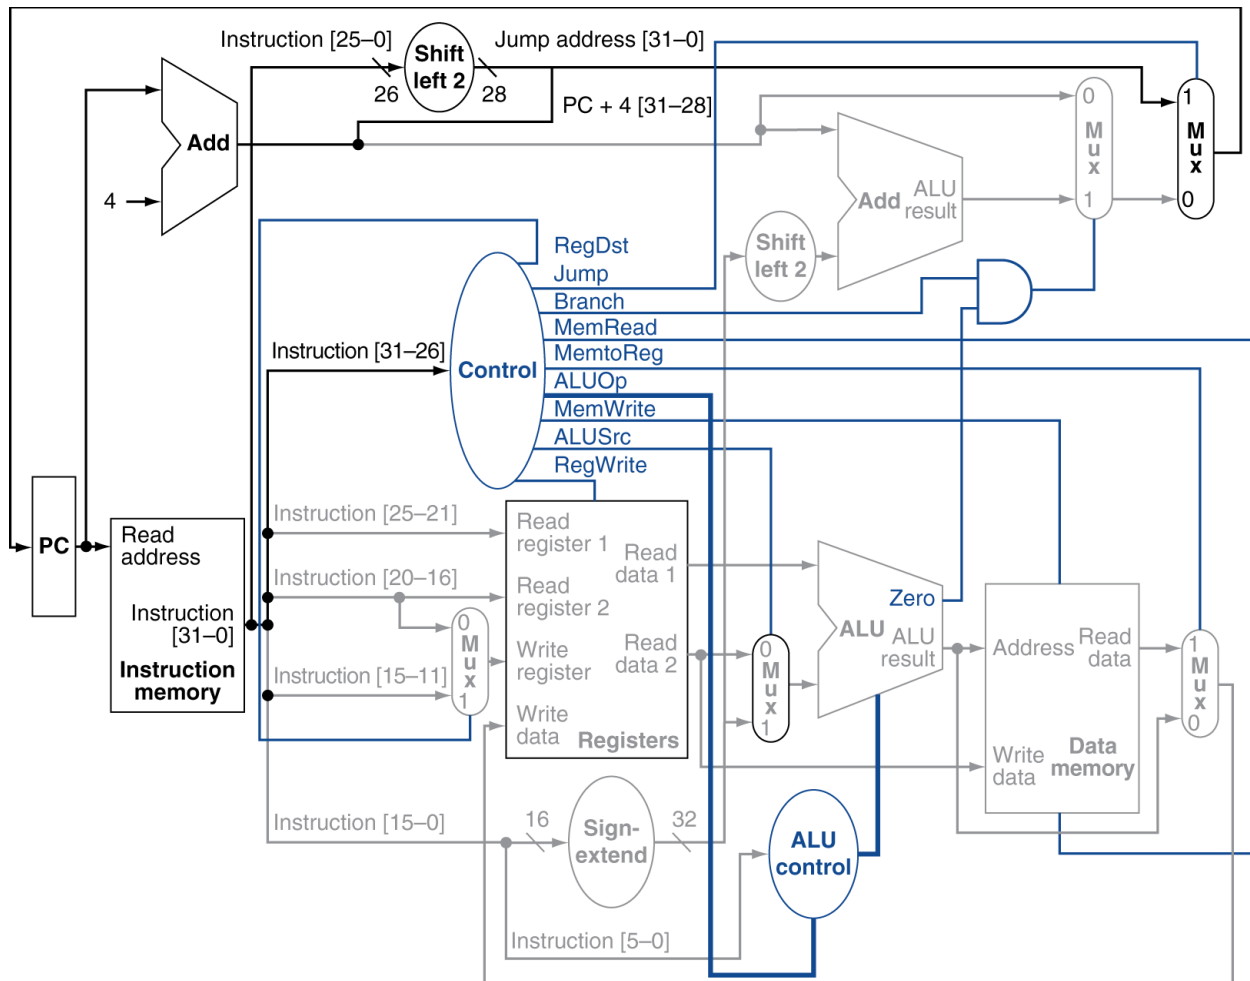 Instruction [25–0]
Shift
left 2
Jump address [31–0]
26
28
PC + 4 [31–28]
Add
4
0
M
u
x
1
1
M
u
x
0
Add
ALU
result
Shift
left 2
RegDst
Jump
Branch
MemRead
MemtoReg
ALUOp
MemWrite
ALUSrc
RegWrite
Instruction [31–26]
Control
PC
Read
address
Instruction
[31–0]
Instruction
memory
Instruction [25–21]
Instruction [20–16]
Instruction [15–11]
0
M
u
x
1
Read
register 1
Read
register 2
Write
register
Write
data
Read
data 1
Read
data 2
Registers
0
M
u
x
1
Zero
ALU
ALU
result
Address
Read
data
Write
data
Data
memory
1
M
u
x
0
Instruction [15–0]
16
Sign-
extend
32
ALU
control
Instruction [5–0]